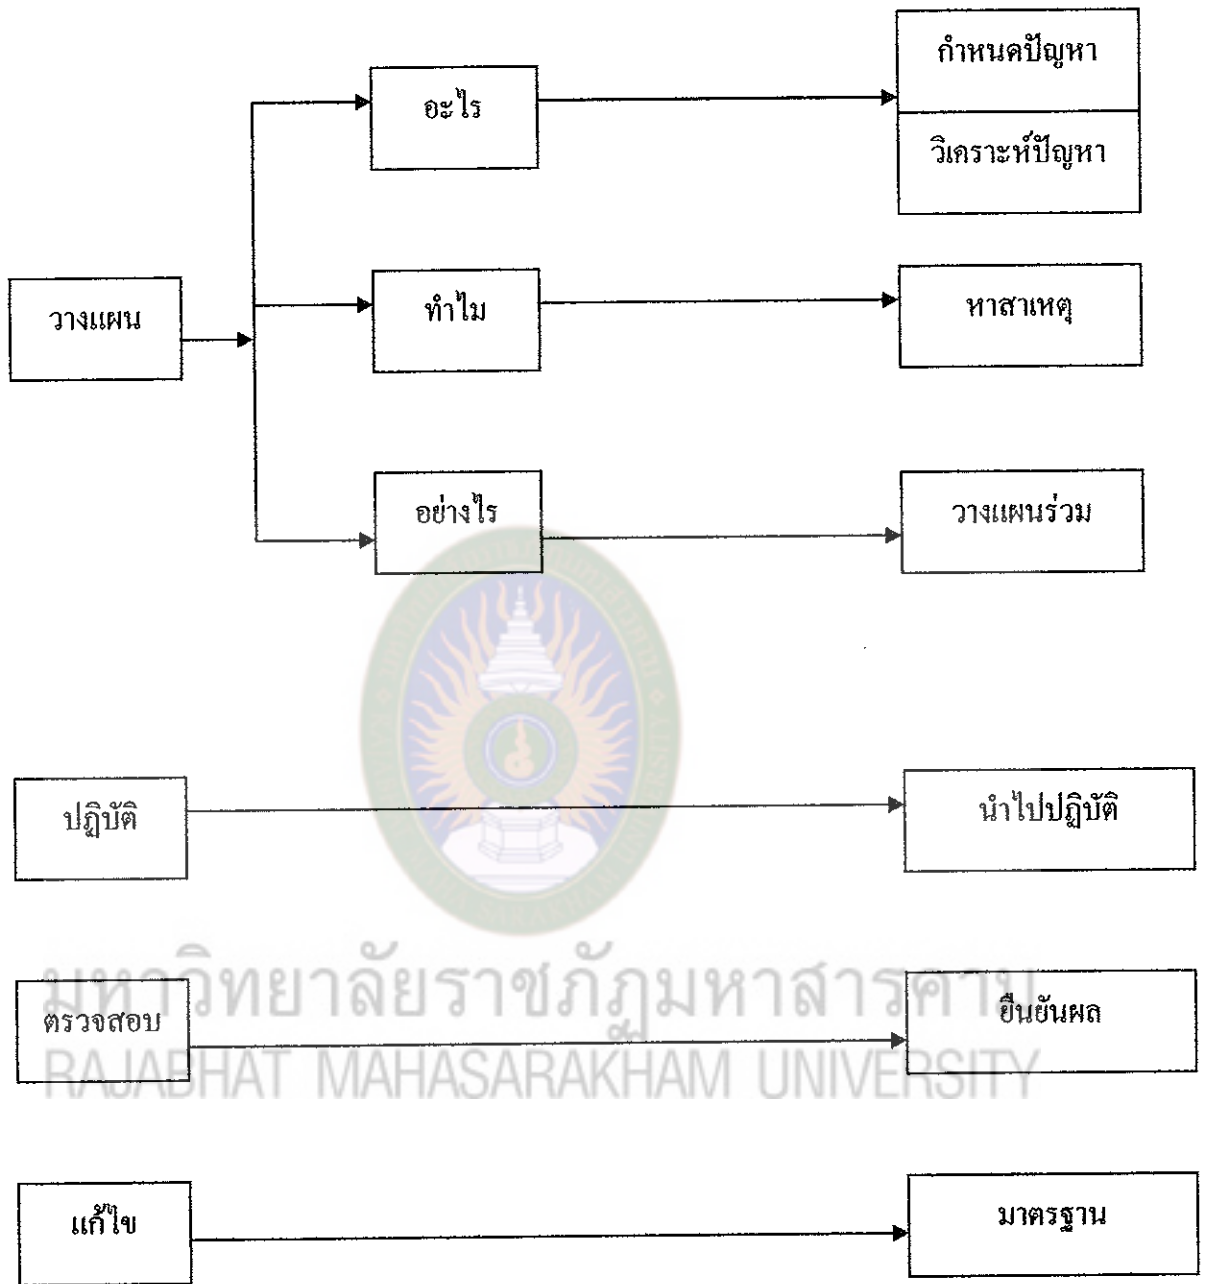 กำหนดปัญหา
อะไร
วิเคราะห์ปัญหา
วางแผน
ทำไม
หาสาเหตุ
อย่างไร
วางแผนร่วม
ปฏิบัติ
นำไปปฏิบัติ
มหาวิทยาลัยราชภัฏมหาสารคาม
ตรวจสอบ
ยืนยันผล
RAJABHAT MAHASARAKHAM UNIVERSITY
แก้ไข
มาตรฐาน